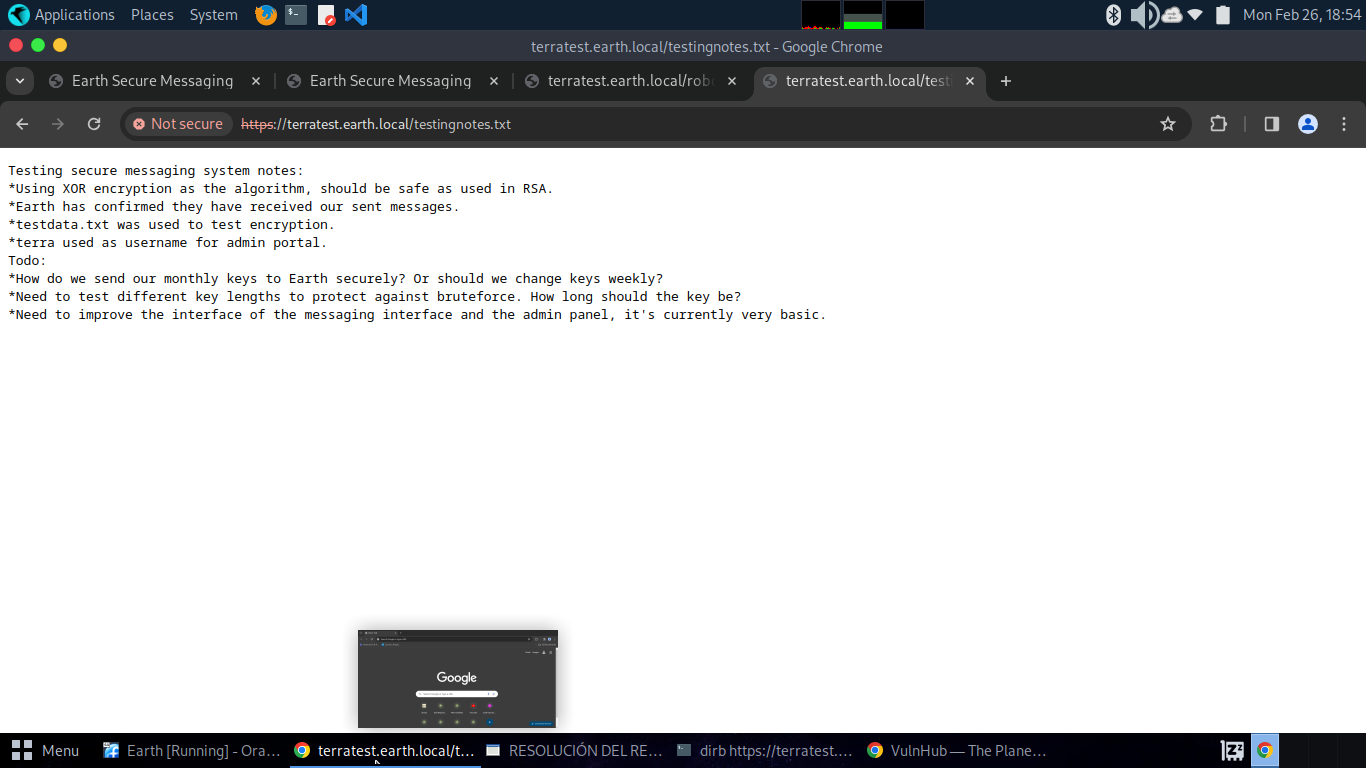 Applications Places System Mon Feb 26, 18:54
terratest.earth.local/testingnotes.txt - Google Chrome
Earth Secure Messaging Earth Secure Messaging terratest.earth.local/rob terratest.earth.local/test
Not secure https://terratest.earth.local/testingnotes.txt
Testing secure messaging system notes:
*Using XOR encryption as the algorithm, should be safe as used in RSA.
*Earth has confirmed they have received our sent messages.
*testdata.txt was used to test encryption.
*terra used as username for admin portal.
Todo:
*How do we send our monthly keys to Earth securely? Or should we change keys weekly?
*Need to test different key lengths to protect against bruteforce. How long should the key be?
*Need to improve the interface of the messaging interface and the admin panel, it's currently very basic.
Google
Menu Earth [Running] - Ora... terratest.earth.local/t... RESOLUCIÓN DEL RE... dirb https://terratest.... VulnHub — The Plane...